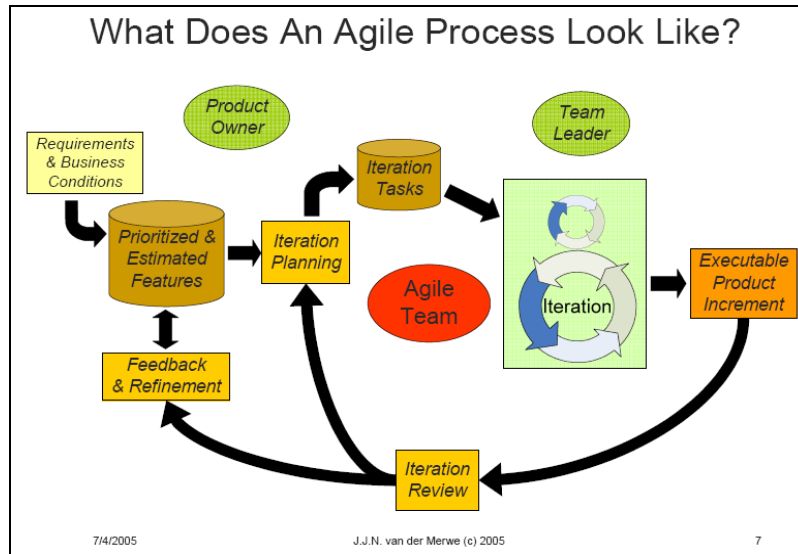 What Does An Agile Process Look Like?
Product
Owner
Team
Leader
Requirements
& Business
Conditions
Iteration
Tasks
Prioritized &
Estimated
Features
Iteration
Planning
Agile
Team
Iteration
Executable
Product
Increment
Feedback
& Refinement
Iteration
Review
7/4/2005
J.J.N. van der Merwe (c) 2005
7